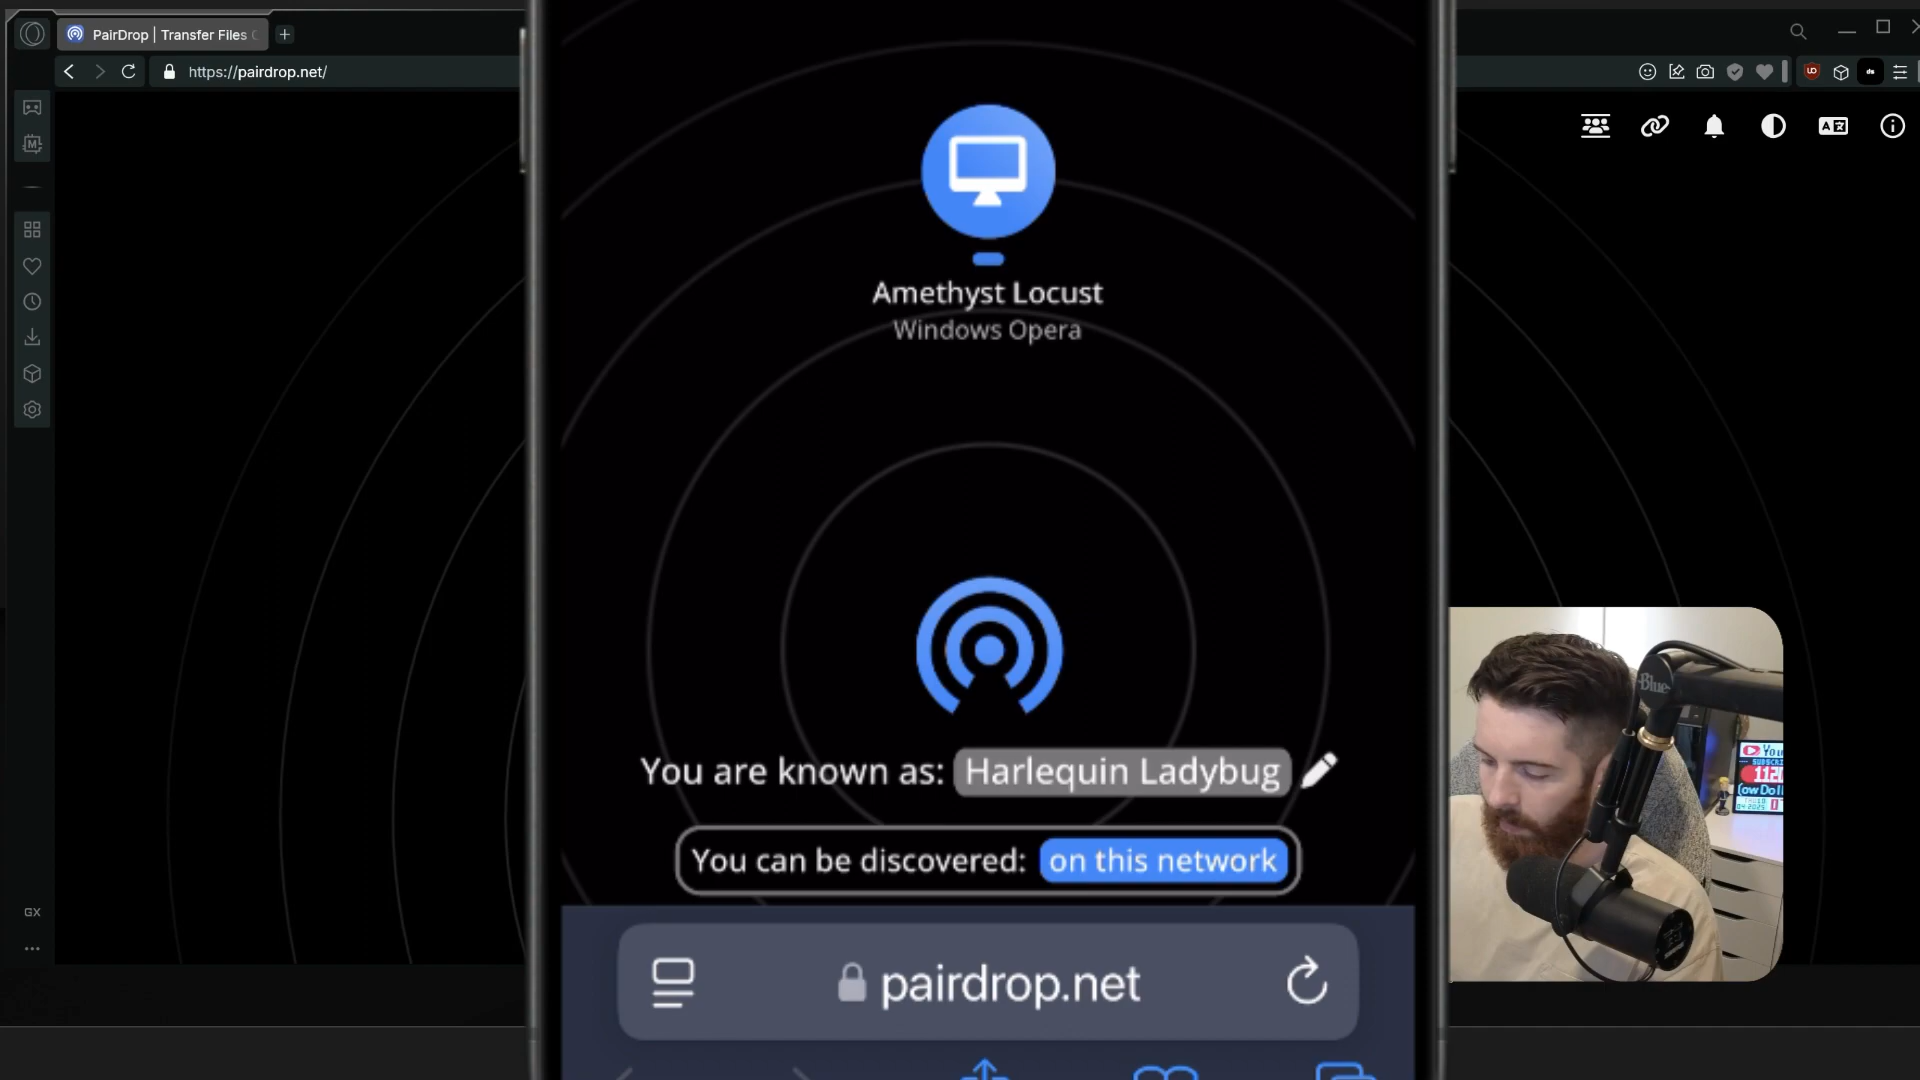 PairDrop | Transfer Files
https://pairdrop.net/
Amethyst Locust
Windows Opera
You are known as: Harlequin Ladybug
You can be discovered: on this network
pairdrop.net
GX
Blue